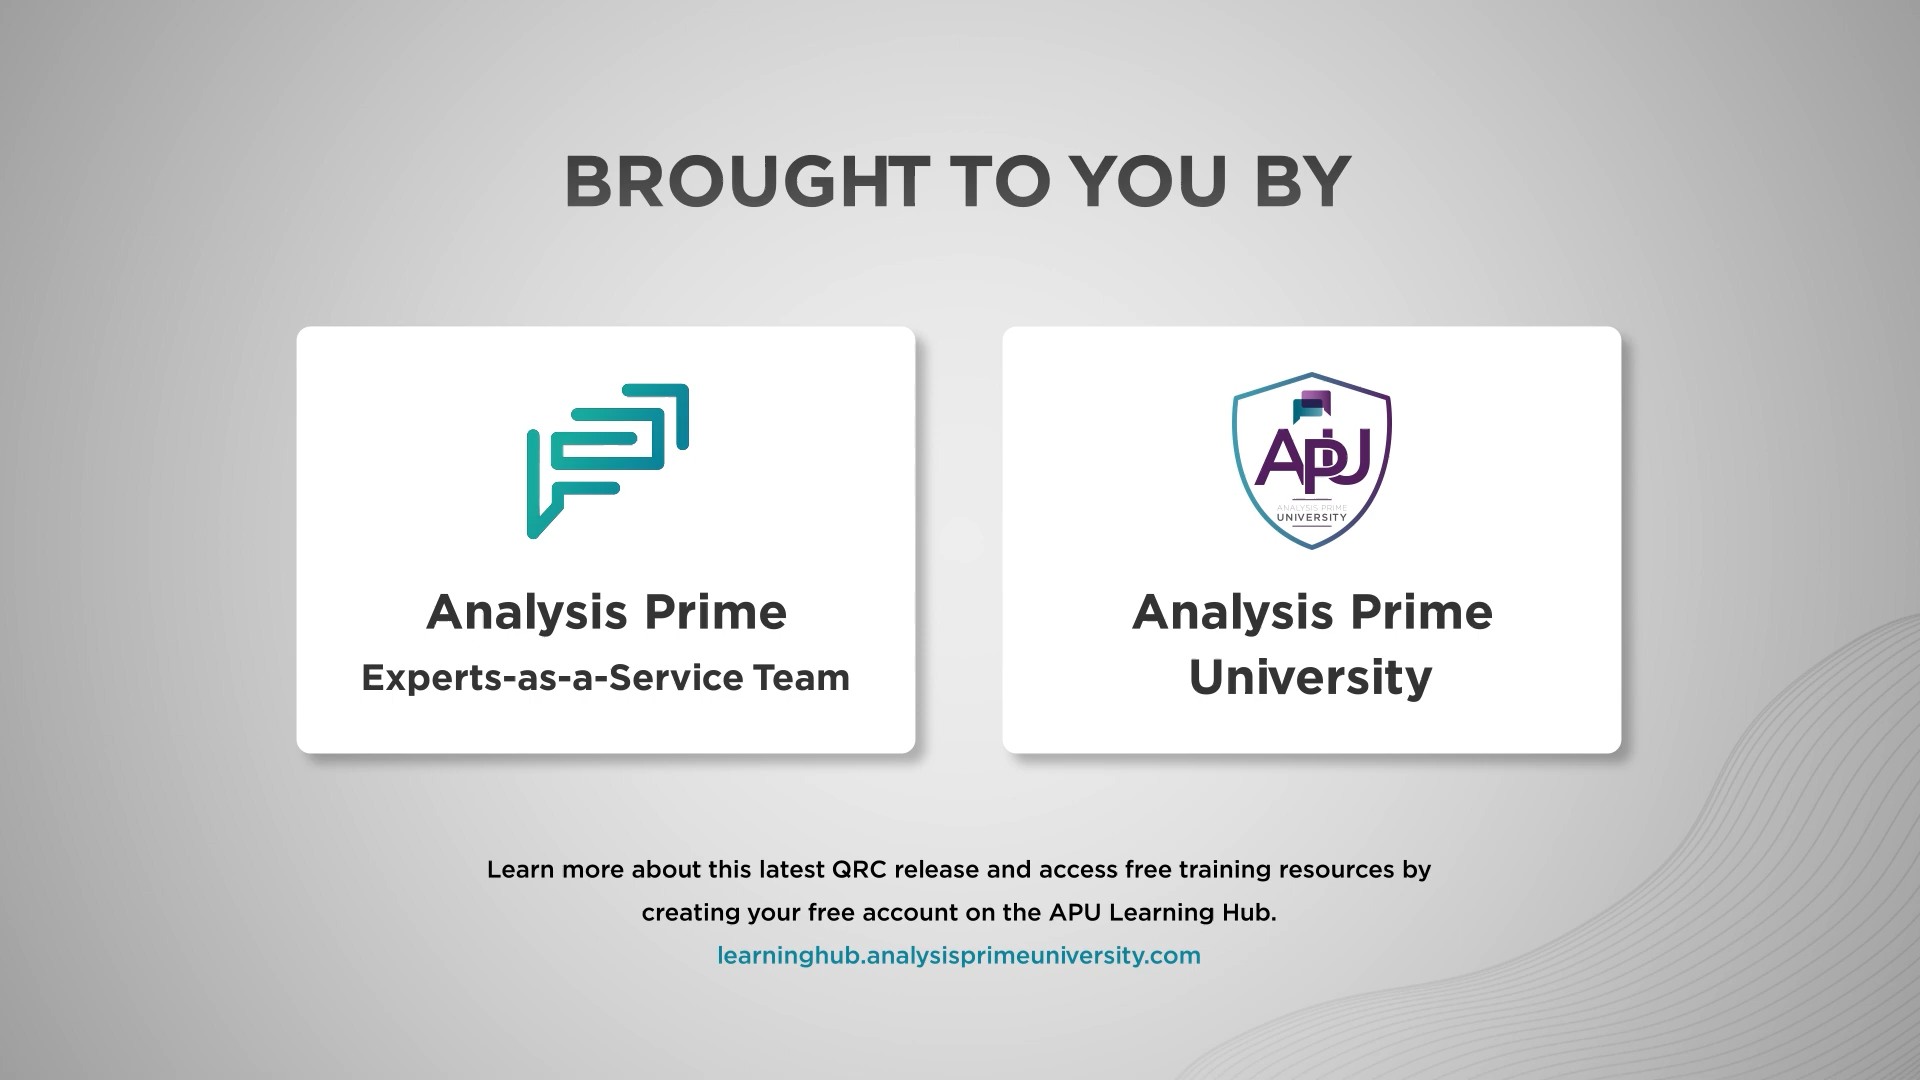 BROUGHT TO YOU BY
APU
ANALYSIS PRIME
UNIVERSITY
Analysis Prime
Experts-as-a-Service Team
Analysis Prime
University
Learn more about this latest QRC release and access free training resources by
creating your free account on the APU Learning Hub.
learninghub.analysisprimeuniversity.com